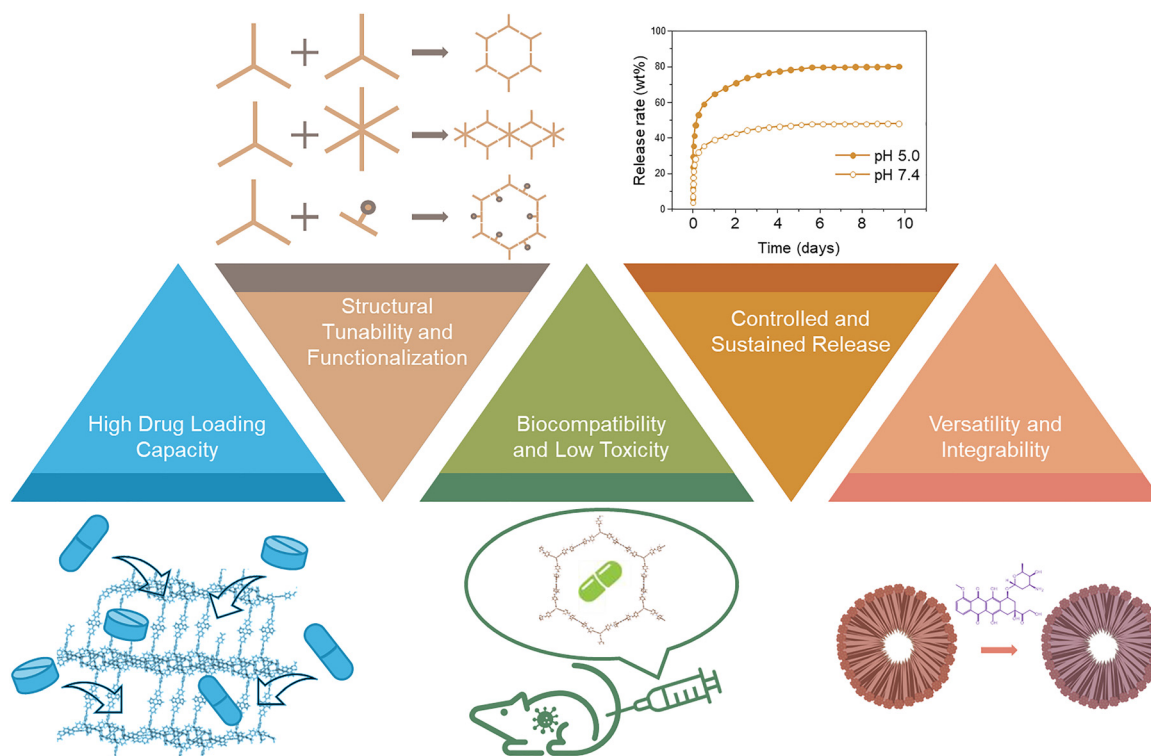 100
80
60
40
20
0
Release rate (wt%)
pH 5.0
pH 7.4
0
2
4
6
8
10
Time (days)
Structural
Tunability and
Functionalization
Controlled and
Sustained Release
High Drug Loading
Capacity
Biocompatibility
and Low Toxicity
Versatility and
Integrability